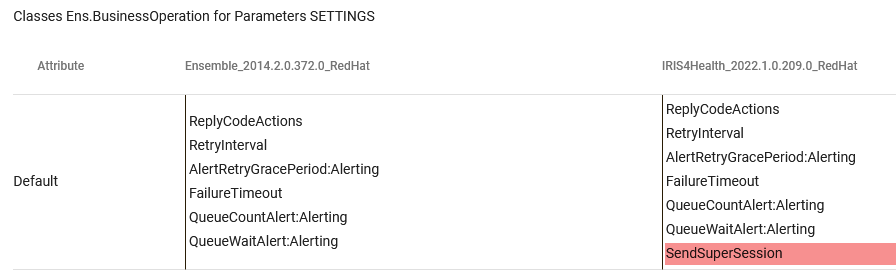 Classes Ens.BusinessOperation for Parameters SETTINGS
Attribute Ensemble_2014.2.0.372.0_RedHat IRIS4Health_2022.1.0.209.0_RedHat
Default
ReplyCodeActions
RetryInterval
AlertRetryGracePeriod:Alerting
FailureTimeout
QueueCountAlert:Alerting
QueueWaitAlert:Alerting
ReplyCodeActions
RetryInterval
AlertRetryGracePeriod:Alerting
FailureTimeout
QueueCountAlert:Alerting
QueueWaitAlert:Alerting
SendSuperSession